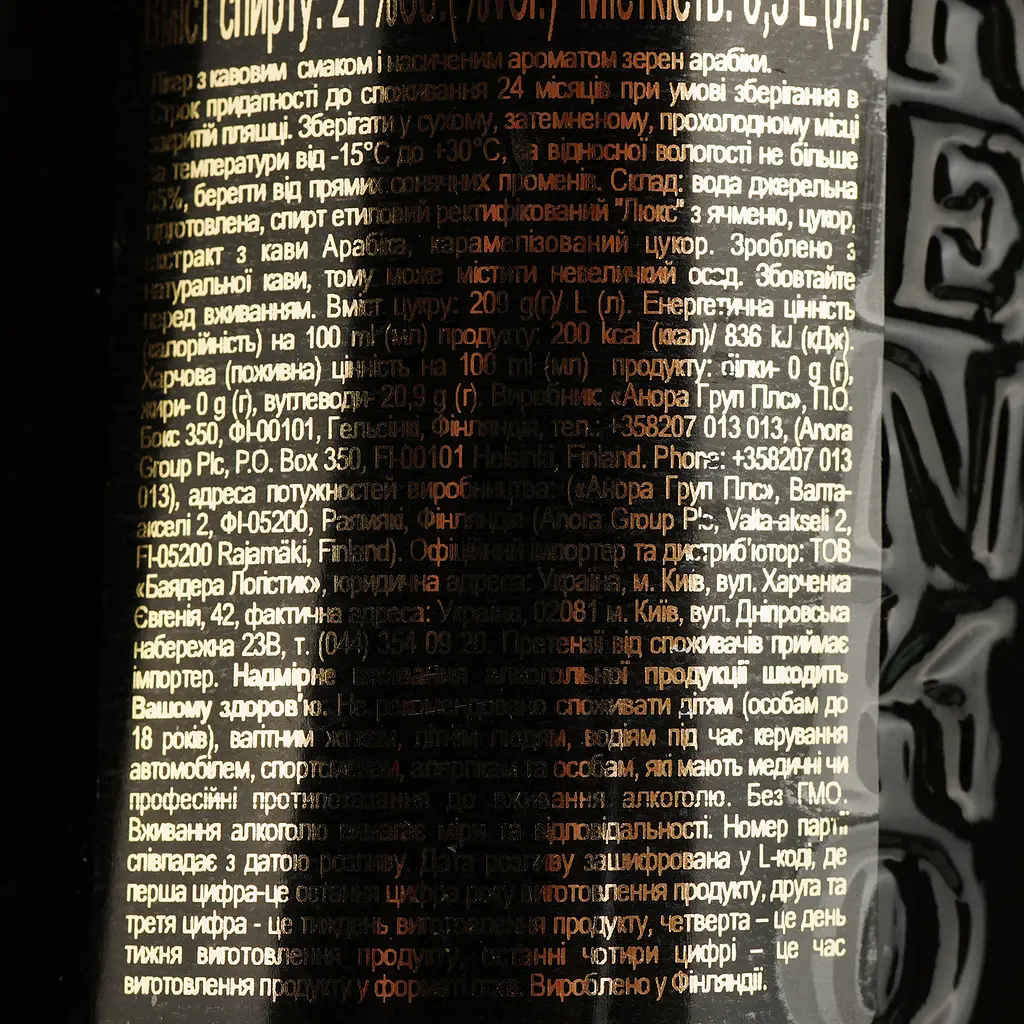 Вміст спирту: 21%об.(%vol.) Місткість: 0,5 L (л).
Лікер з кавовим смаком і насиченим ароматом зерен арабіки.
Строк придатності до споживання 24 місяців при умові зберігання в
закритій пляшці. Зберігати у сухому, затемненому, прохолодному місці
за температури від -15°C до +30°C, за відносної вологості не більше
85%, берегти від прямих сонячних променів. Склад: вода джерельна
підготовлена, спирт етиловий ректифікований "Люкс" з ячменю, цукор,
екстракт з кави Арабіка, карамелізований цукор. Зроблено з
натуральної кави, тому може містити невеличкий осад. Збовтайте
перед вживанням. Вміст цукру: 209 g(г)/ L (л). Енергетична цінність
(калорійність) на 100 ml (мл) продукту: 200 kcal (ккал)/ 836 kJ (кДж).
Харчова (поживна) цінність на 100 ml (мл) продукту: білки- 0 g (г),
жири- 0 g (г), вуглеводи- 20,9 g (г). Виробник: «Анора Груп Плс», П.О.
Бокс 350, ФІ-00101, Гельсінкі, Фінляндія, тел.: +358207 013 013, (Anora
Group Plc, P.O. Box 350, FI-00101 Helsinki, Finland. Phone: +358207 013
013), адреса потужностей виробництва: («Анора Груп Плс», Валта-
акселі 2, ФІ-05200, Раямякі, Фінляндія (Anora Group Plc, Valta-akseli 2,
FI-05200 Rajamäki, Finland). Офіційний імпортер та дистриб'ютор: ТОВ
«Баядера Логістик», юридична адреса: Україна, м. Київ, вул. Харченка
Євгенія, 42, фактична адреса: Україна, 02081 м. Київ, вул. Дніпровська
набережна 23В, т. (044) 354 09 20. Претензії від споживачів приймає
імпортер. Надмірне вживання алкогольної продукції шкодить
Вашому здоров'ю. Не рекомендовано споживати дітям (особам до
18 років), вагітним жінкам, літнім людям, водіям під час керування
автомобілем, спортсменам, алергікам та особам, які мають медичні чи
професійні протипоказання до вживання алкоголю. Без ГМО.
Вживання алкоголю вимагає міри та відповідальності. Номер партії
співпадає з датою розливу. Дата розливу зашифрована у L-коді, де
перша цифра-це остання цифра року виготовлення продукту, друга та
третя цифра - це тиждень виготовлення продукту, четверта – це день
тижня виготовлення продукту, останні чотири цифрі – це час
виготовлення продукту у форматі Вироблено у Фінляндії.